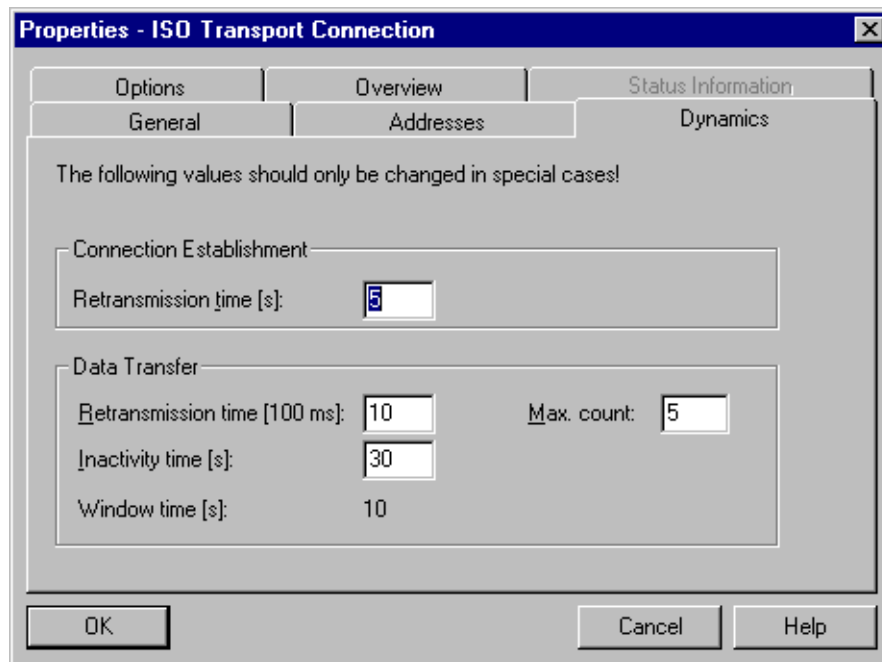 Properties - ISO Transport Connection
Options Overview Status Information
General Addresses Dynamics
The following values should only be changed in special cases!
Connection Establishment
Retransmission time [s]: 5
Data Transfer
Retransmission time [100 ms]: 10 Max. count: 5
Inactivity time [s]: 30
Window time [s]: 10
OK Cancel Help